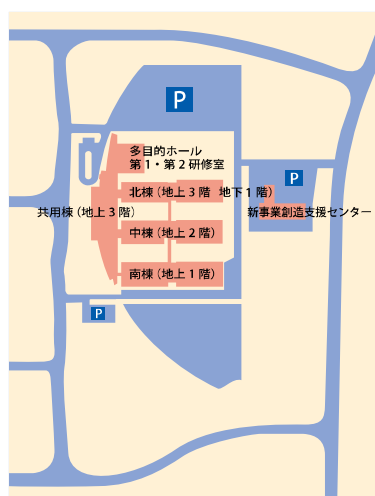 P
多目的ホール
第1・第2研修室
P
北棟（地上3階 地下1階）
共用棟（地上3階）
新事業創造支援センター
中棟（地上2階）
南棟（地上1階）
P